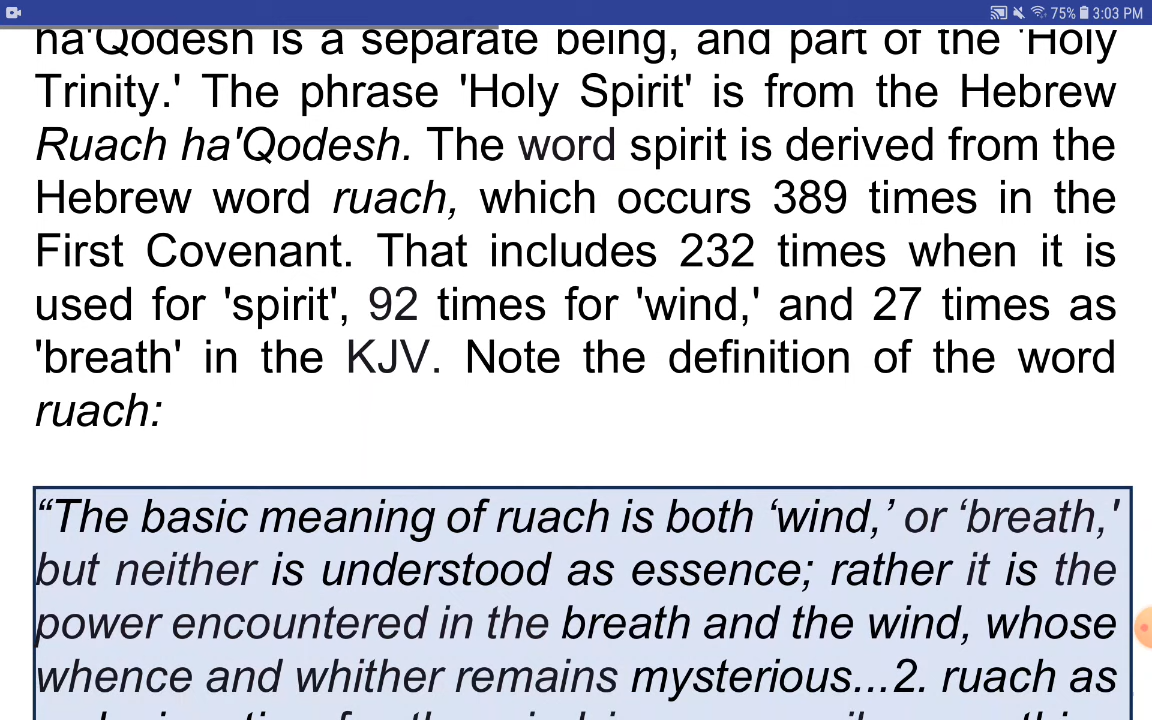 75% 3:03 PM
ha'Qodesh is a separate being, and part of the 'Holy
Trinity.' The phrase 'Holy Spirit' is from the Hebrew
Ruach ha'Qodesh. The word spirit is derived from the
Hebrew word ruach, which occurs 389 times in the
First Covenant. That includes 232 times when it is
used for 'spirit', 92 times for 'wind,' and 27 times as
'breath' in the KJV. Note the definition of the word
ruach:
“The basic meaning of ruach is both ‘wind,’ or ‘breath,'
but neither is understood as essence; rather it is the
power encountered in the breath and the wind, whose
whence and whither remains mysterious...2. ruach as